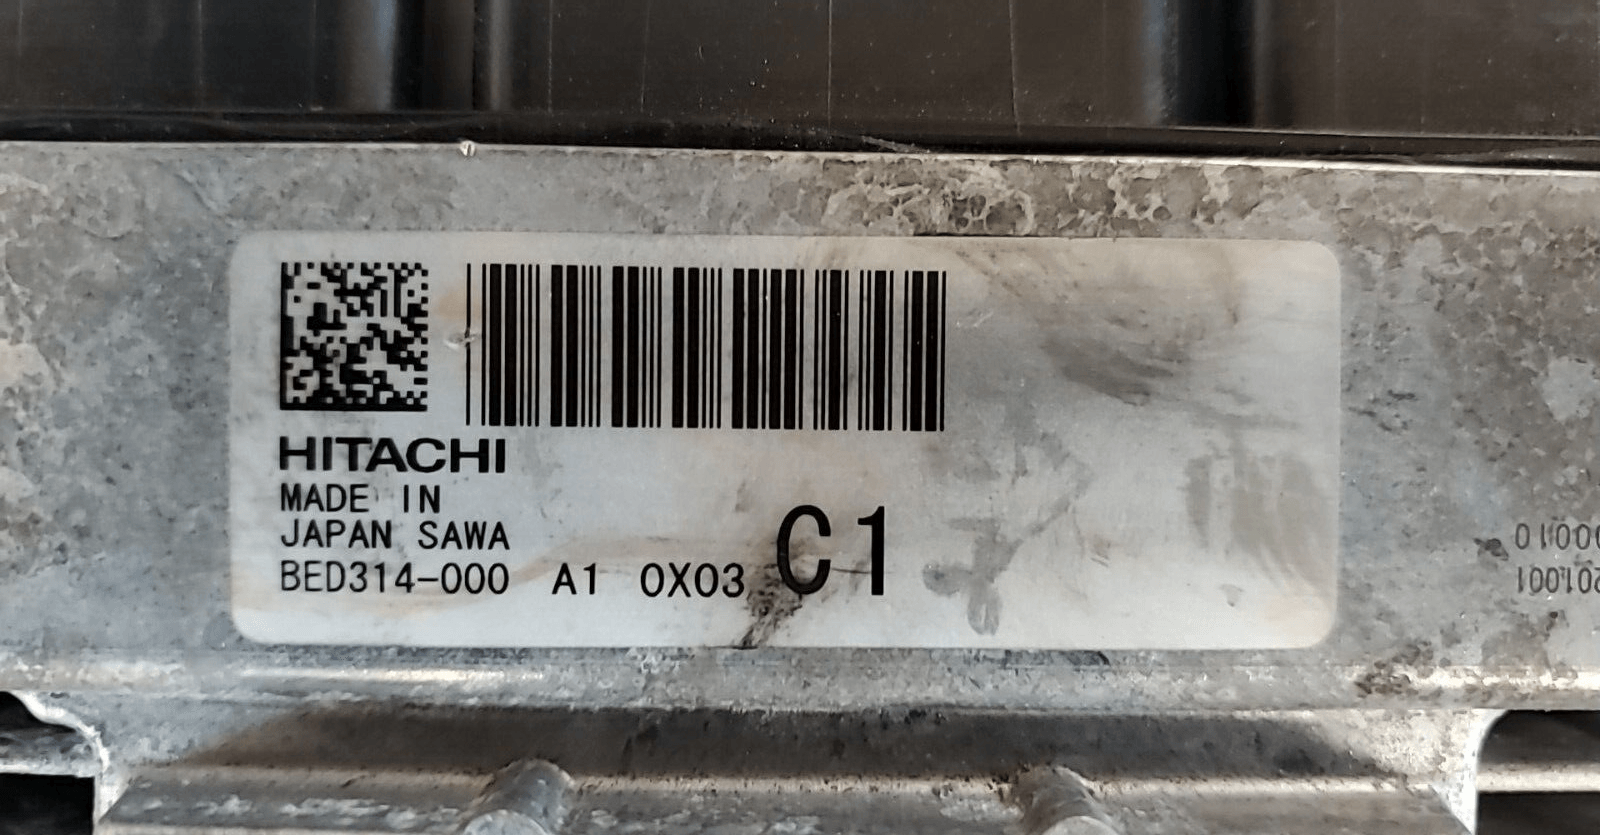 HITACHI
MADE IN
JAPAN SAWA
BED314-000 A1 0X03 C1